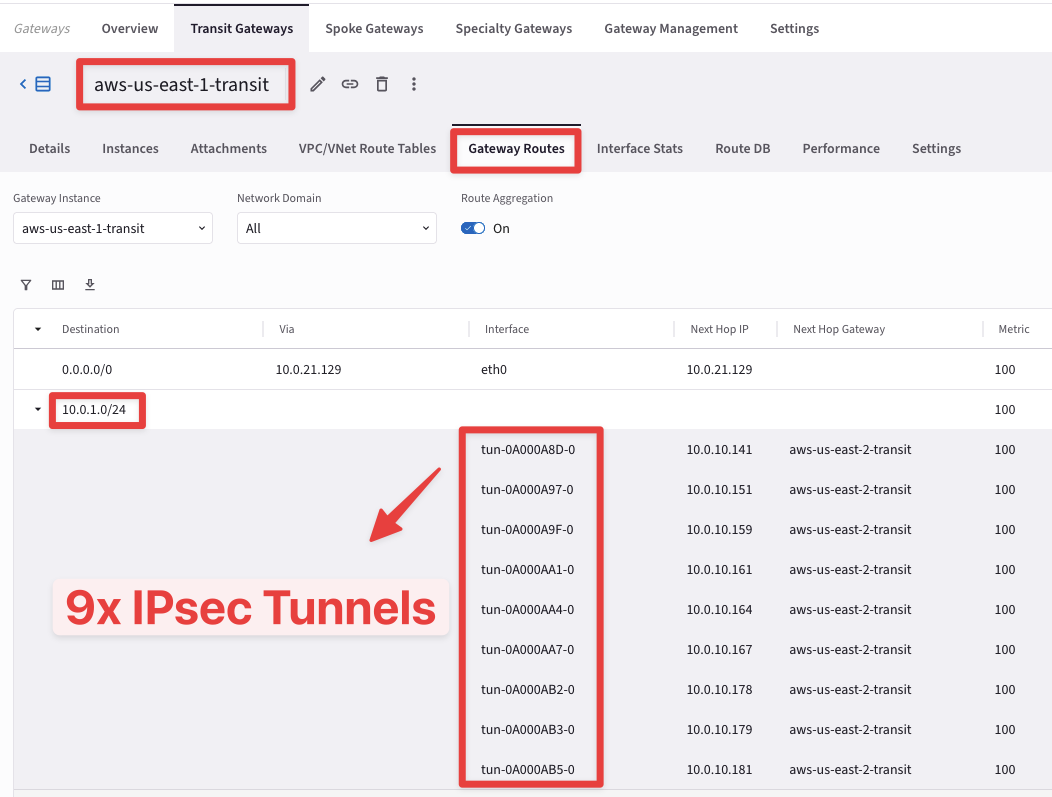 Gateways Overview Transit Gateways Spoke Gateways Specialty Gateways Gateway Management Settings
aws-us-east-1-transit
Details Instances Attachments VPC/VNet Route Tables Gateway Routes Interface Stats Route DB Performance Settings
Gateway Instance Network Domain Route Aggregation
aws-us-east-1-transit All On
Destination Via Interface Next Hop IP Next Hop Gateway Metric
0.0.0.0/0 10.0.21.129 eth0 10.0.21.129 100
10.0.1.0/24 100
tun-0A000A8D-0 10.0.10.141 aws-us-east-2-transit 100
tun-0A000A97-0 10.0.10.151 aws-us-east-2-transit 100
tun-0A000A9F-0 10.0.10.159 aws-us-east-2-transit 100
tun-0A000AA1-0 10.0.10.161 aws-us-east-2-transit 100
9x IPsec Tunnels
tun-0A000AA4-0 10.0.10.164 aws-us-east-2-transit 100
tun-0A000AA7-0 10.0.10.167 aws-us-east-2-transit 100
tun-0A000AB2-0 10.0.10.178 aws-us-east-2-transit 100
tun-0A000AB3-0 10.0.10.179 aws-us-east-2-transit 100
tun-0A000AB5-0 10.0.10.181 aws-us-east-2-transit 100